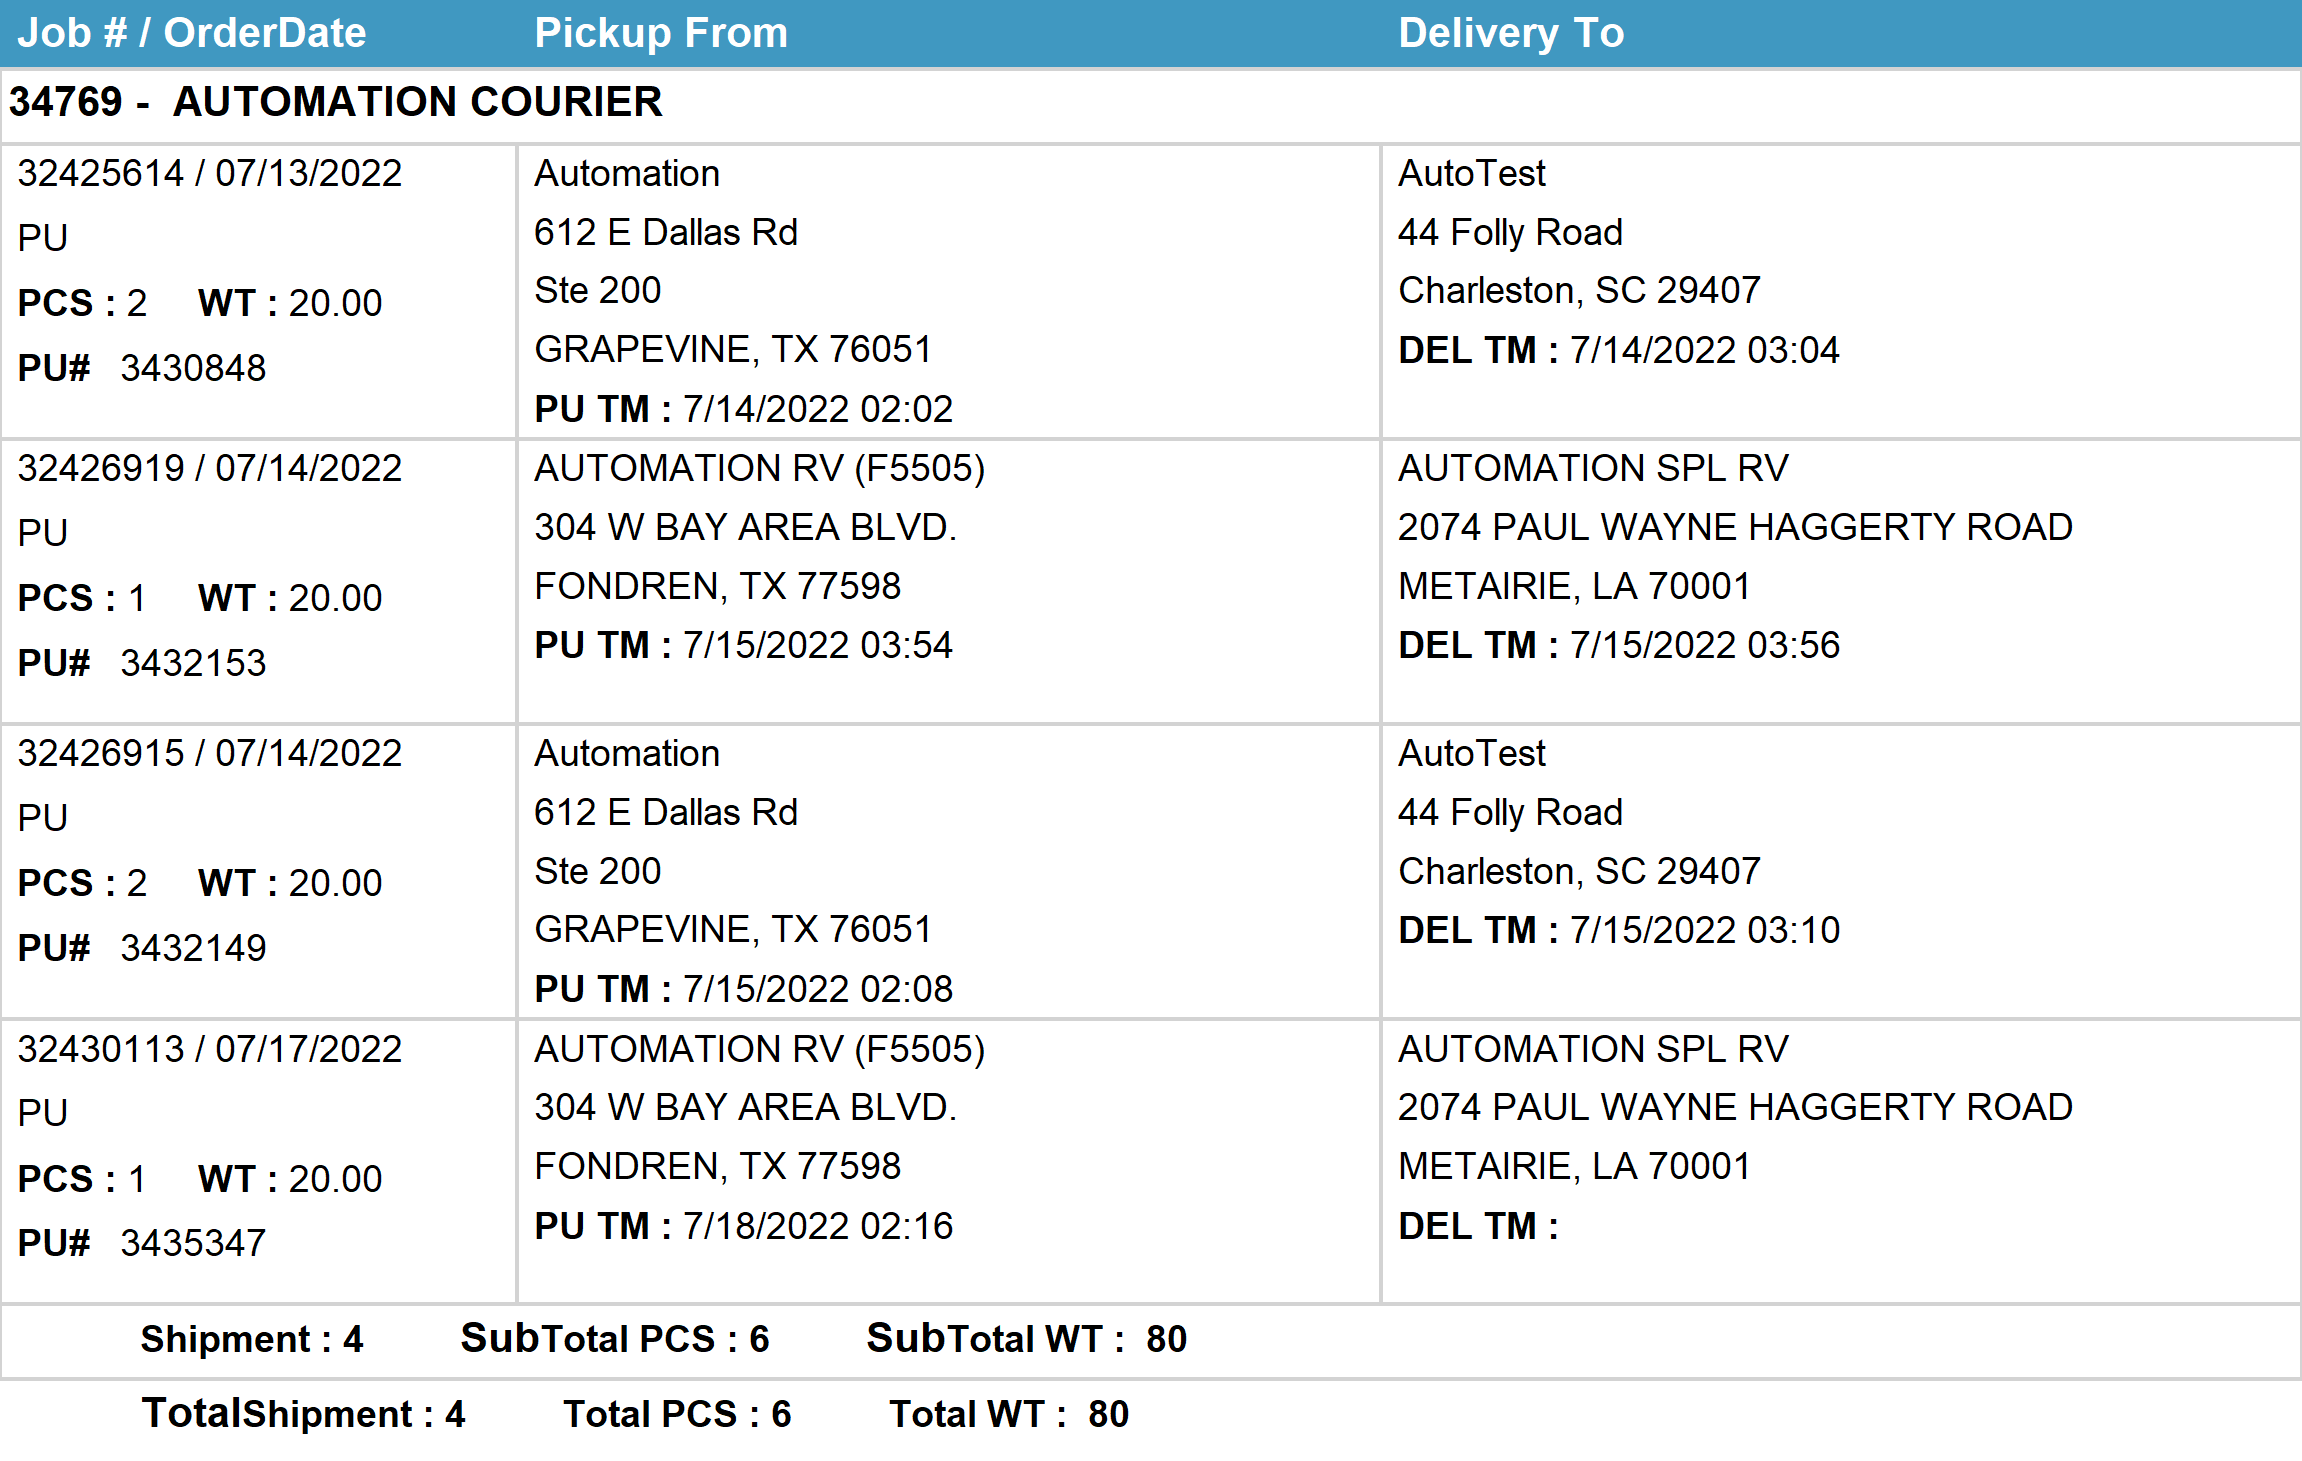 Job # / OrderDate Pickup From Delivery To
34769 - AUTOMATION COURIER
32425614 / 07/13/2022
PU
PCS : 2 WT : 20.00
PU# 3430848
Automation
612 E Dallas Rd
Ste 200
GRAPEVINE, TX 76051
PU TM : 7/14/2022 02:02
AutoTest
44 Folly Road
Charleston, SC 29407
DEL TM : 7/14/2022 03:04
32426919 / 07/14/2022
PU
PCS : 1 WT : 20.00
PU# 3432153
AUTOMATION RV (F5505)
304 W BAY AREA BLVD.
FONDREN, TX 77598
PU TM : 7/15/2022 03:54
AUTOMATION SPL RV
2074 PAUL WAYNE HAGGERTY ROAD
METAIRIE, LA 70001
DEL TM : 7/15/2022 03:56
32426915 / 07/14/2022
PU
PCS : 2 WT : 20.00
PU# 3432149
Automation
612 E Dallas Rd
Ste 200
GRAPEVINE, TX 76051
PU TM : 7/15/2022 02:08
AutoTest
44 Folly Road
Charleston, SC 29407
DEL TM : 7/15/2022 03:10
32430113 / 07/17/2022
PU
PCS : 1 WT : 20.00
PU# 3435347
AUTOMATION RV (F5505)
304 W BAY AREA BLVD.
FONDREN, TX 77598
PU TM : 7/18/2022 02:16
AUTOMATION SPL RV
2074 PAUL WAYNE HAGGERTY ROAD
METAIRIE, LA 70001
DEL TM :
Shipment : 4 SubTotal PCS : 6 SubTotal WT : 80
TotalShipment : 4 Total PCS : 6 Total WT : 80